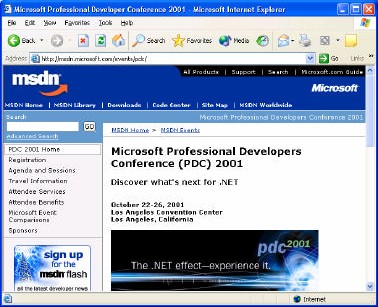 Microsoft Professional Developer Conference 2001 - Microsoft Internet Explorer
File Edit View Favorites Tools Help
Back Search Favorites Media
Address http://msdn.microsoft.com/events/pdc/ Go Links
All Products | Support | Search | Microsoft.com Guide
msdn
Microsoft
MSDN Home | MSDN Library | Downloads | Code Center | Site Map | MSDN Worldwide
Microsoft Professional Developers Conference 2001
Search
GO
Advanced Search
MSDN Home > MSDN Events
PDC 2001 Home
Registration
Agenda and Sessions
Travel Information
Attendee Services
Attendee Benefits
Microsoft Event
Comparisons
Sponsors
Microsoft Professional Developers
Conference (PDC) 2001
Discover what's next for .NET
October 22-26, 2001
Los Angeles Convention Center
Los Angeles, California
sign up
for the
msdn flash
all the latest developer news
pdc2001
The .NET effect—experience it.
Internet